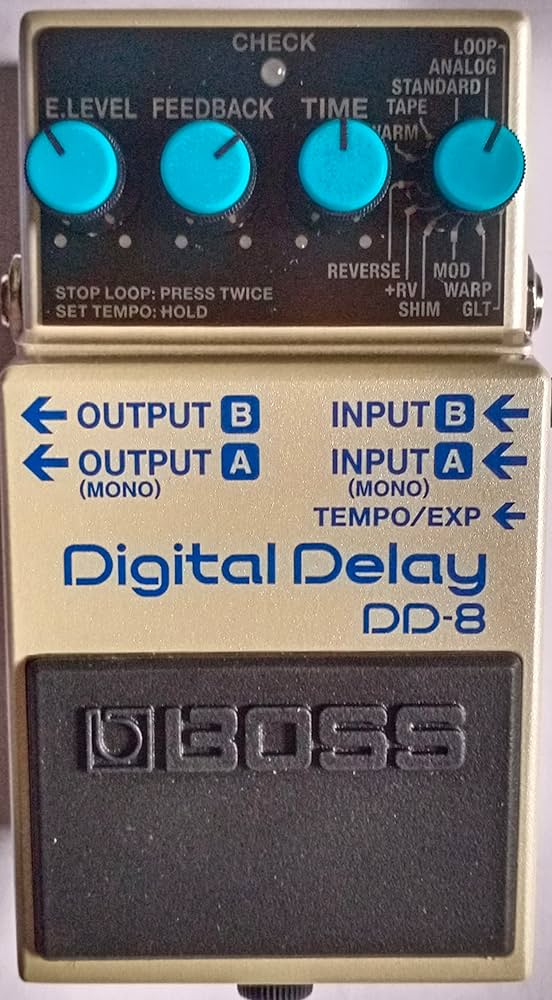 CHECK
LOOP
ANALOG
STANDARD
E.LEVEL FEEDBACK TIME TAPE
WARM
REVERSE MOD
+RV WARP
SHIM GLT
STOP LOOP: PRESS TWICE
SET TEMPO: HOLD
OUTPUT B INPUT B
OUTPUT A INPUT A
(MONO) (MONO)
TEMPO/EXP
Digital Delay
DD-8
BOSS